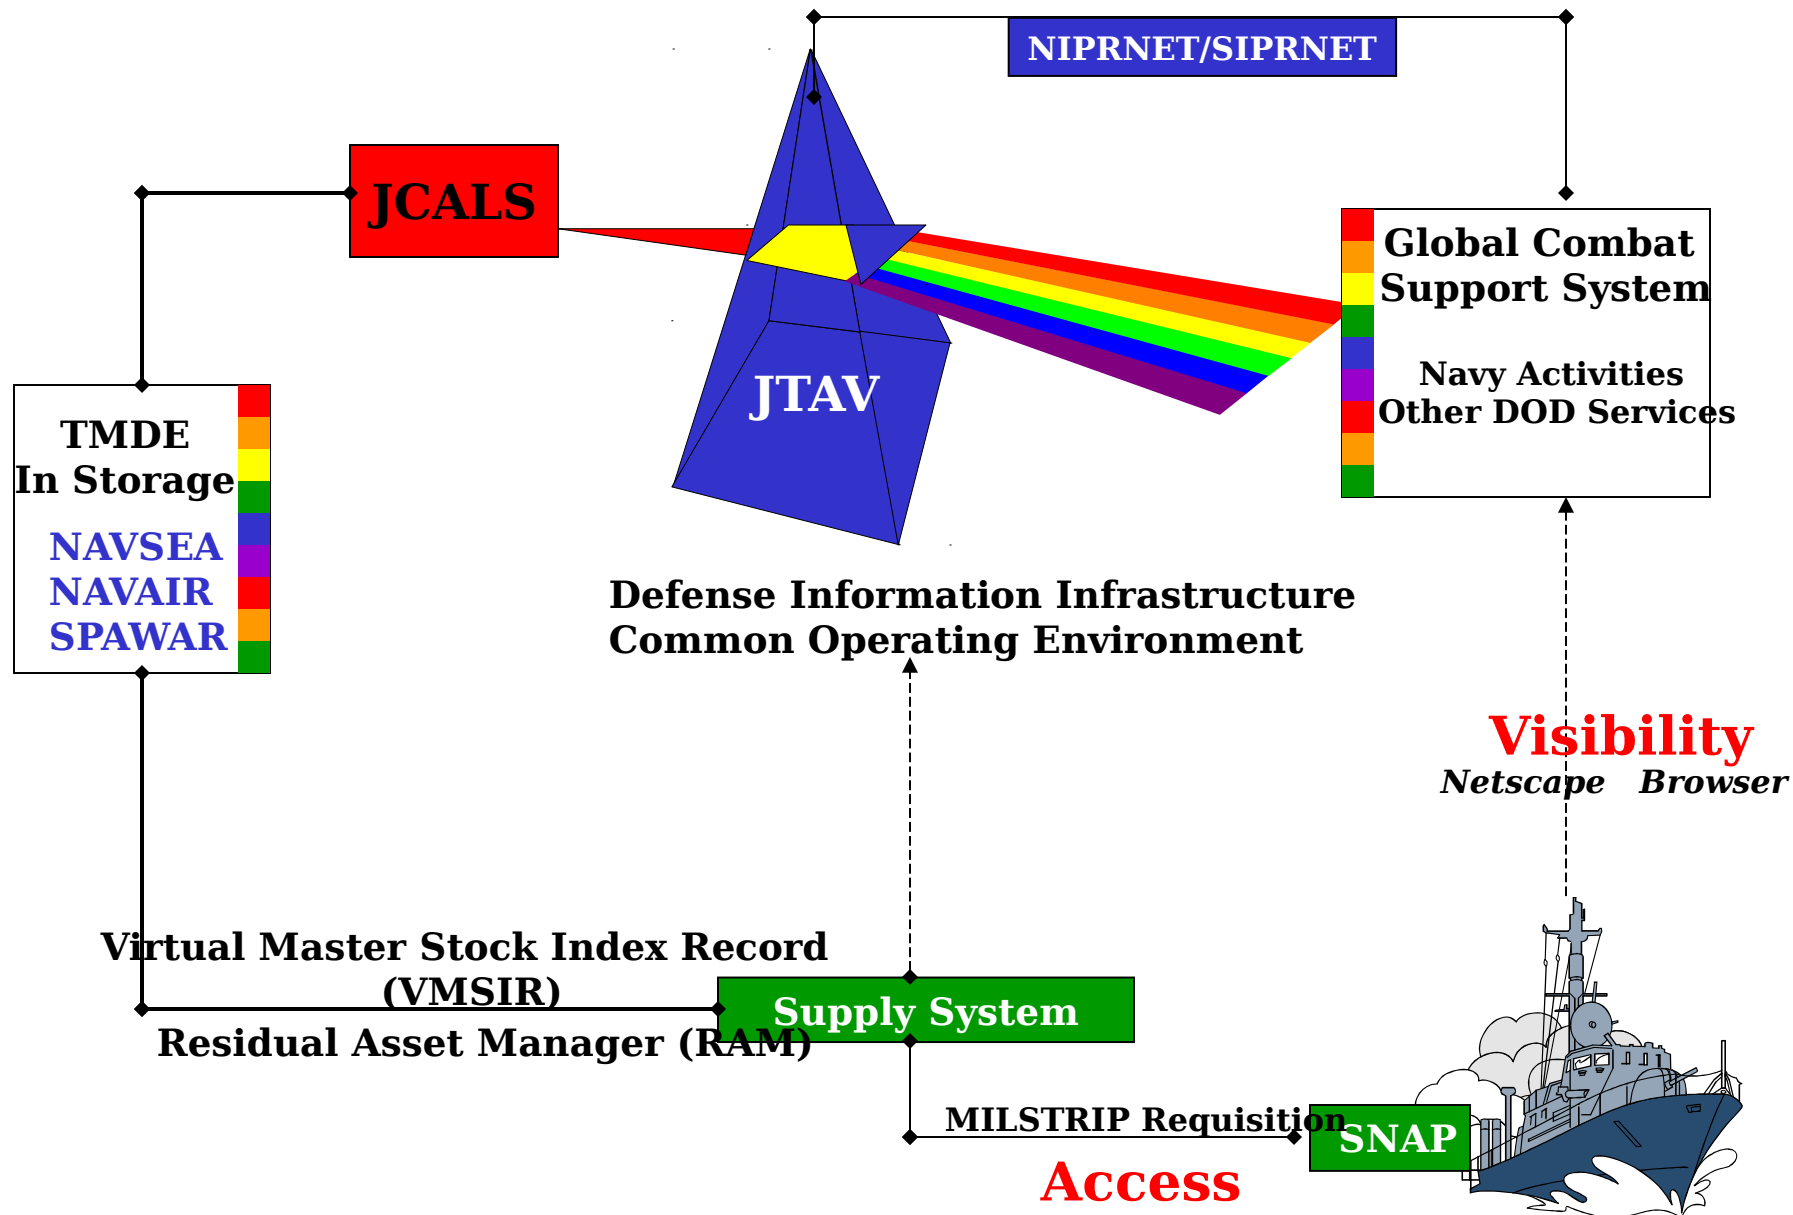 NIPRNET/SIPRNET
JCALS
Global Combat
Support System
Navy Activities
Other DOD Services
JTAV
TMDE
In Storage
NAVSEA
NAVAIR
SPAWAR
Defense Information Infrastructure
Common Operating Environment
Visibility
Netscape Browser
Virtual Master Stock Index Record
(VMSIR)
Supply System
Residual Asset Manager (RAM)
MILSTRIP Requisition
SNAP
Access